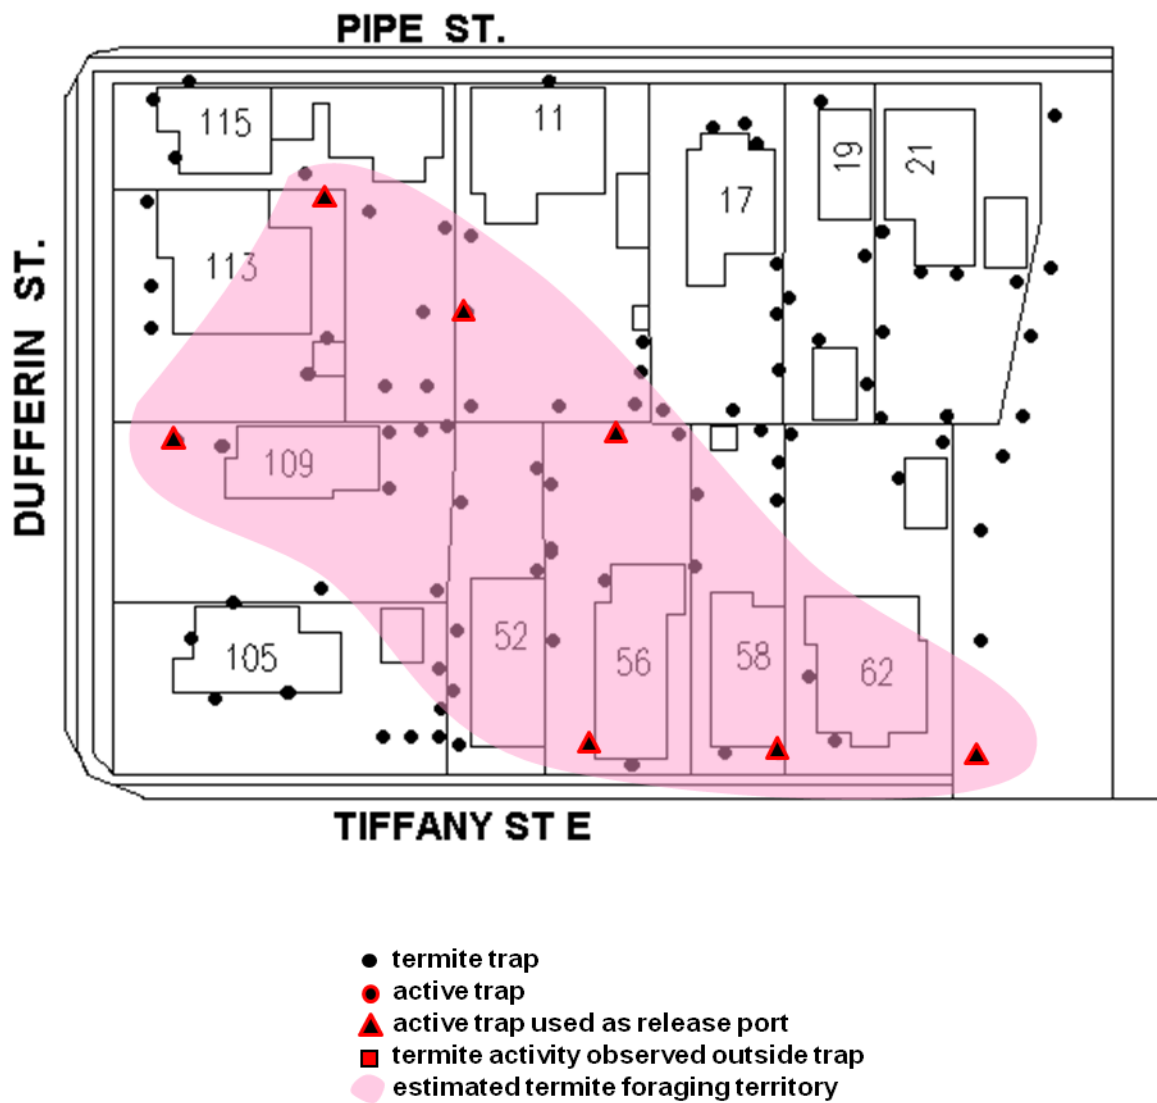 PIPE ST.
115
11
17
19
21
113
DUFFERIN ST.
109
105
52
56
58
62
TIFFANY ST E
termite trap
active trap
active trap used as release port
termite activity observed outside trap
estimated termite foraging territory